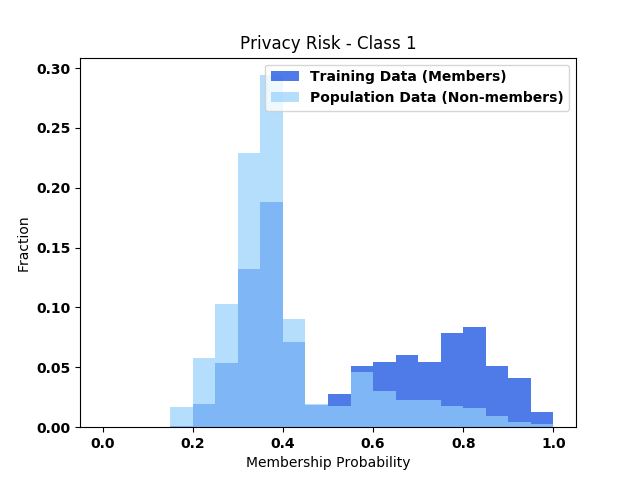 Privacy Risk - Class 1
Training Data (Members)
Population Data (Non-members)
0.30
0.25
0.20
0.15
0.10
0.05
0.00
Fraction
0.0 0.2 0.4 0.6 0.8 1.0
Membership Probability